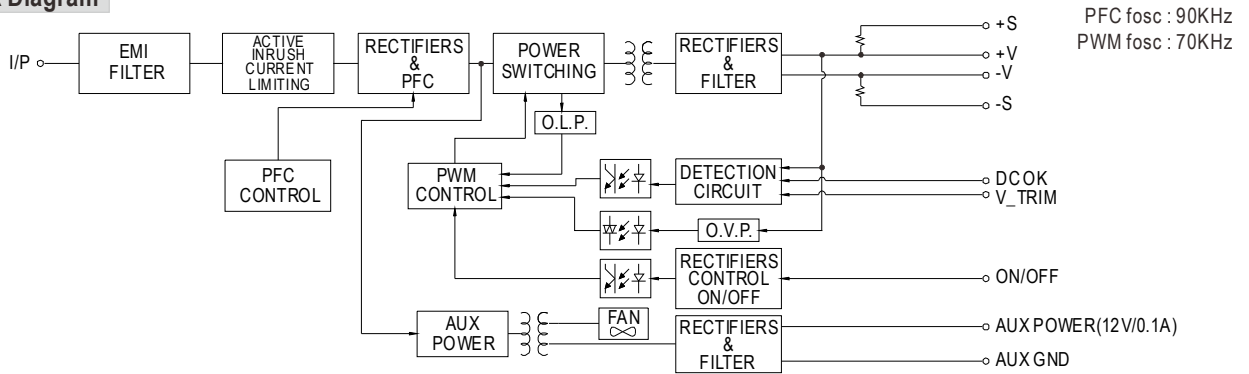 Diagram
PFC fosc : 90KHz
PWM fosc : 70KHz
I/P
EMI
FILTER
ACTIVE
INRUSH
CURRENT
LIMITING
RECTIFIERS
&
PFC
POWER
SWITCHING
RECTIFIERS
&
FILTER
+S
+V
-V
-S
O.L.P.
PFC
CONTROL
PWM
CONTROL
DETECTION
CIRCUIT
DCOK
V_TRIM
O.V.P.
RECTIFIERS
CONTROL
ON/OFF
ON/OFF
AUX
POWER
FAN
RECTIFIERS
&
FILTER
AUX POWER(12V/0.1A)
AUX GND